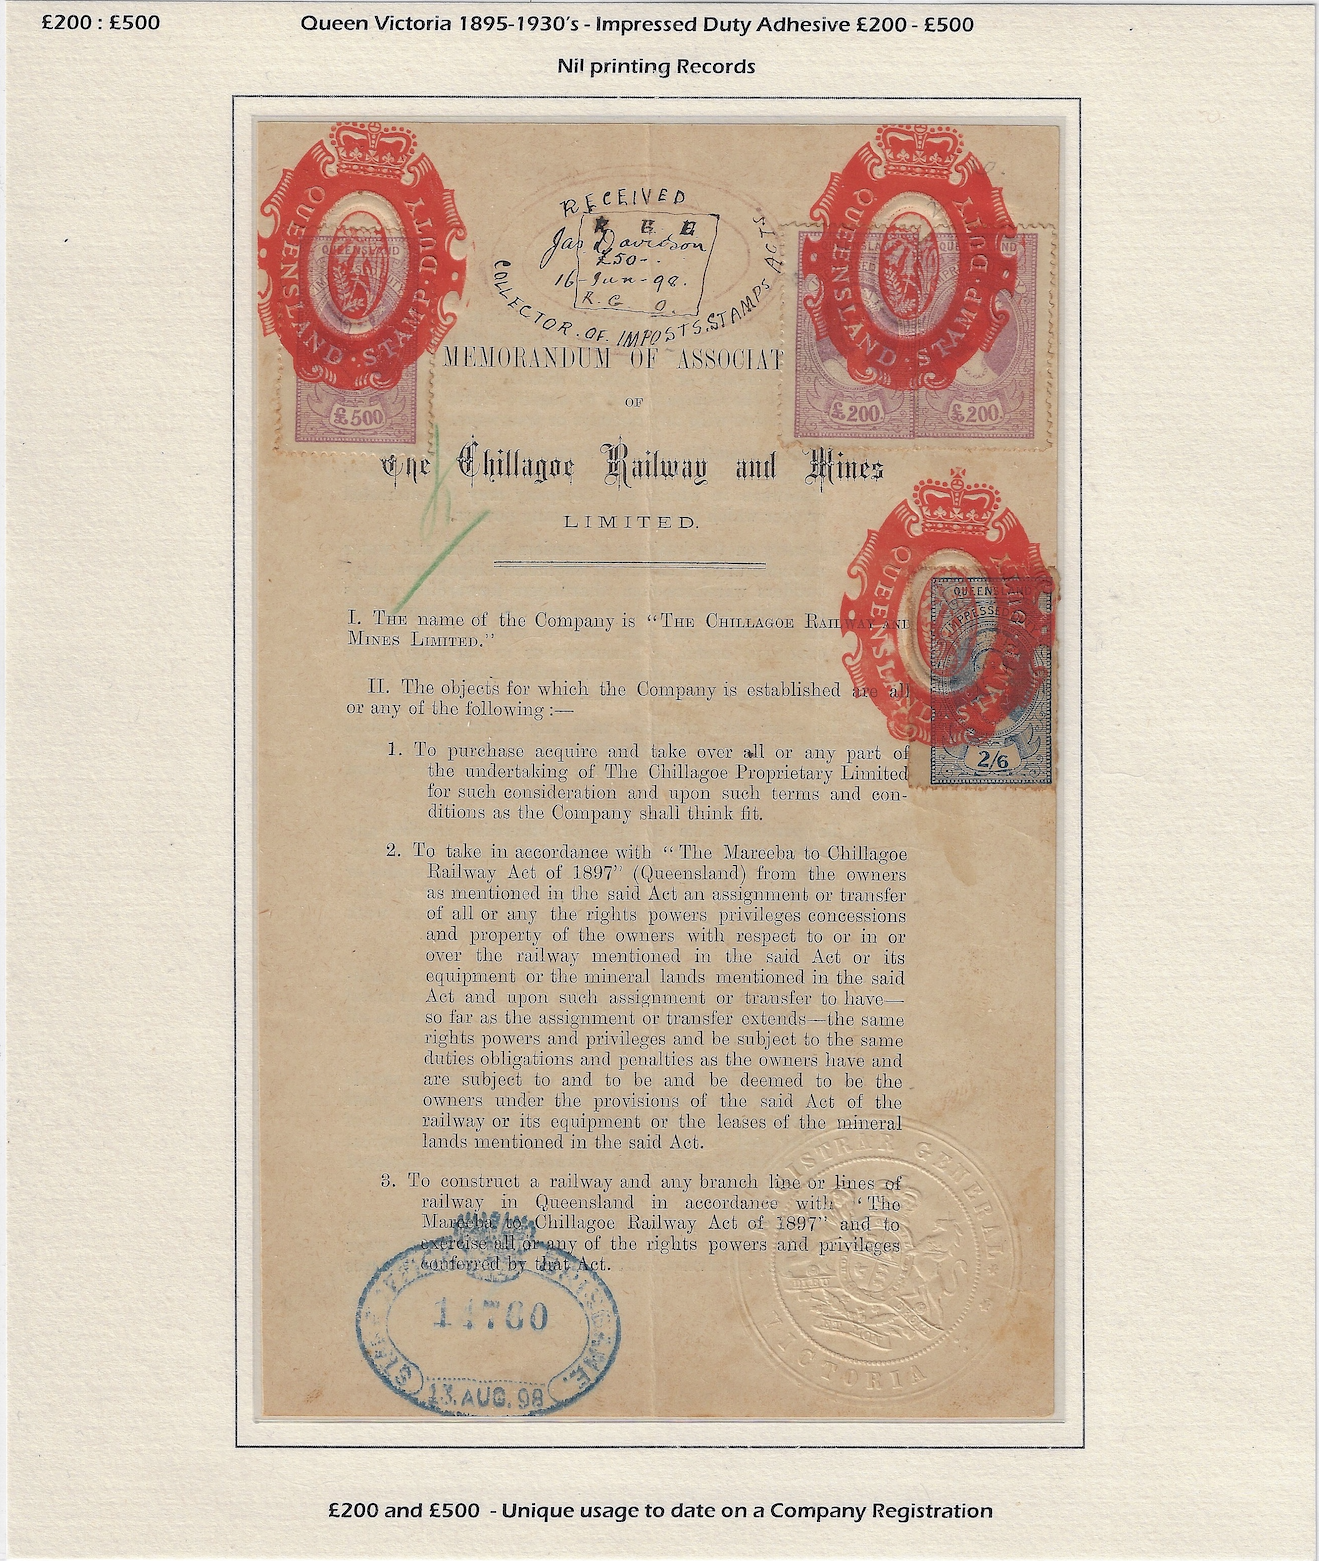 £200 : £500
Queen Victoria 1895-1930's - Impressed Duty Adhesive £200 - £500
Nil printing Records
QUEENSLAND · STAMP · DUTY
QUEENSLAND
£500
RECEIVED
Jas Davidson
£50-.
16-Jun-98.
R. G O.
COLLECTOR. OF. IMPOSTS. STAMPS ACTS
QUEENSLAND · STAMP · DUTY
£200
£200
MEMORANDUM OF ASSOCIAT
OF
The Chillagoe Railway and Mines
LIMITED.
QUEENSLAND STAMP DUTY
QUEENSLAND
IMPRESSED
2/6
I. THE name of the Company is "THE CHILLAGOE RAILWAY AND
MINES LIMITED."
II. The objects for which the Company is established are all
or any of the following :—
1. To purchase acquire and take over all or any part of
the undertaking of The Chillagoe Proprietary Limited
for such consideration and upon such terms and con-
ditions as the Company shall think fit.
2. To take in accordance with "The Mareeba to Chillagoe
Railway Act of 1897" (Queensland) from the owners
as mentioned in the said Act an assignment or transfer
of all or any the rights powers privileges concessions
and property of the owners with respect to or in or
over the railway mentioned in the said Act or its
equipment or the mineral lands mentioned in the said
Act and upon such assignment or transfer to have—
so far as the assignment or transfer extends—the same
rights powers and privileges and be subject to the same
duties obligations and penalties as the owners have and
are subject to and to be and be deemed to be the
owners under the provisions of the said Act of the
railway or its equipment or the leases of the mineral
lands mentioned in the said Act.
3. To construct a railway and any branch line or lines of
railway in Queensland in accordance with "The
Mareeba to Chillagoe Railway Act of 1897" and to
exercise all or any of the rights powers and privileges
conferred by that Act.
REGISTRAR GENERAL
VICTORIA
BRISBANE.
13. AUG. 98
£200 and £500 - Unique usage to date on a Company Registration